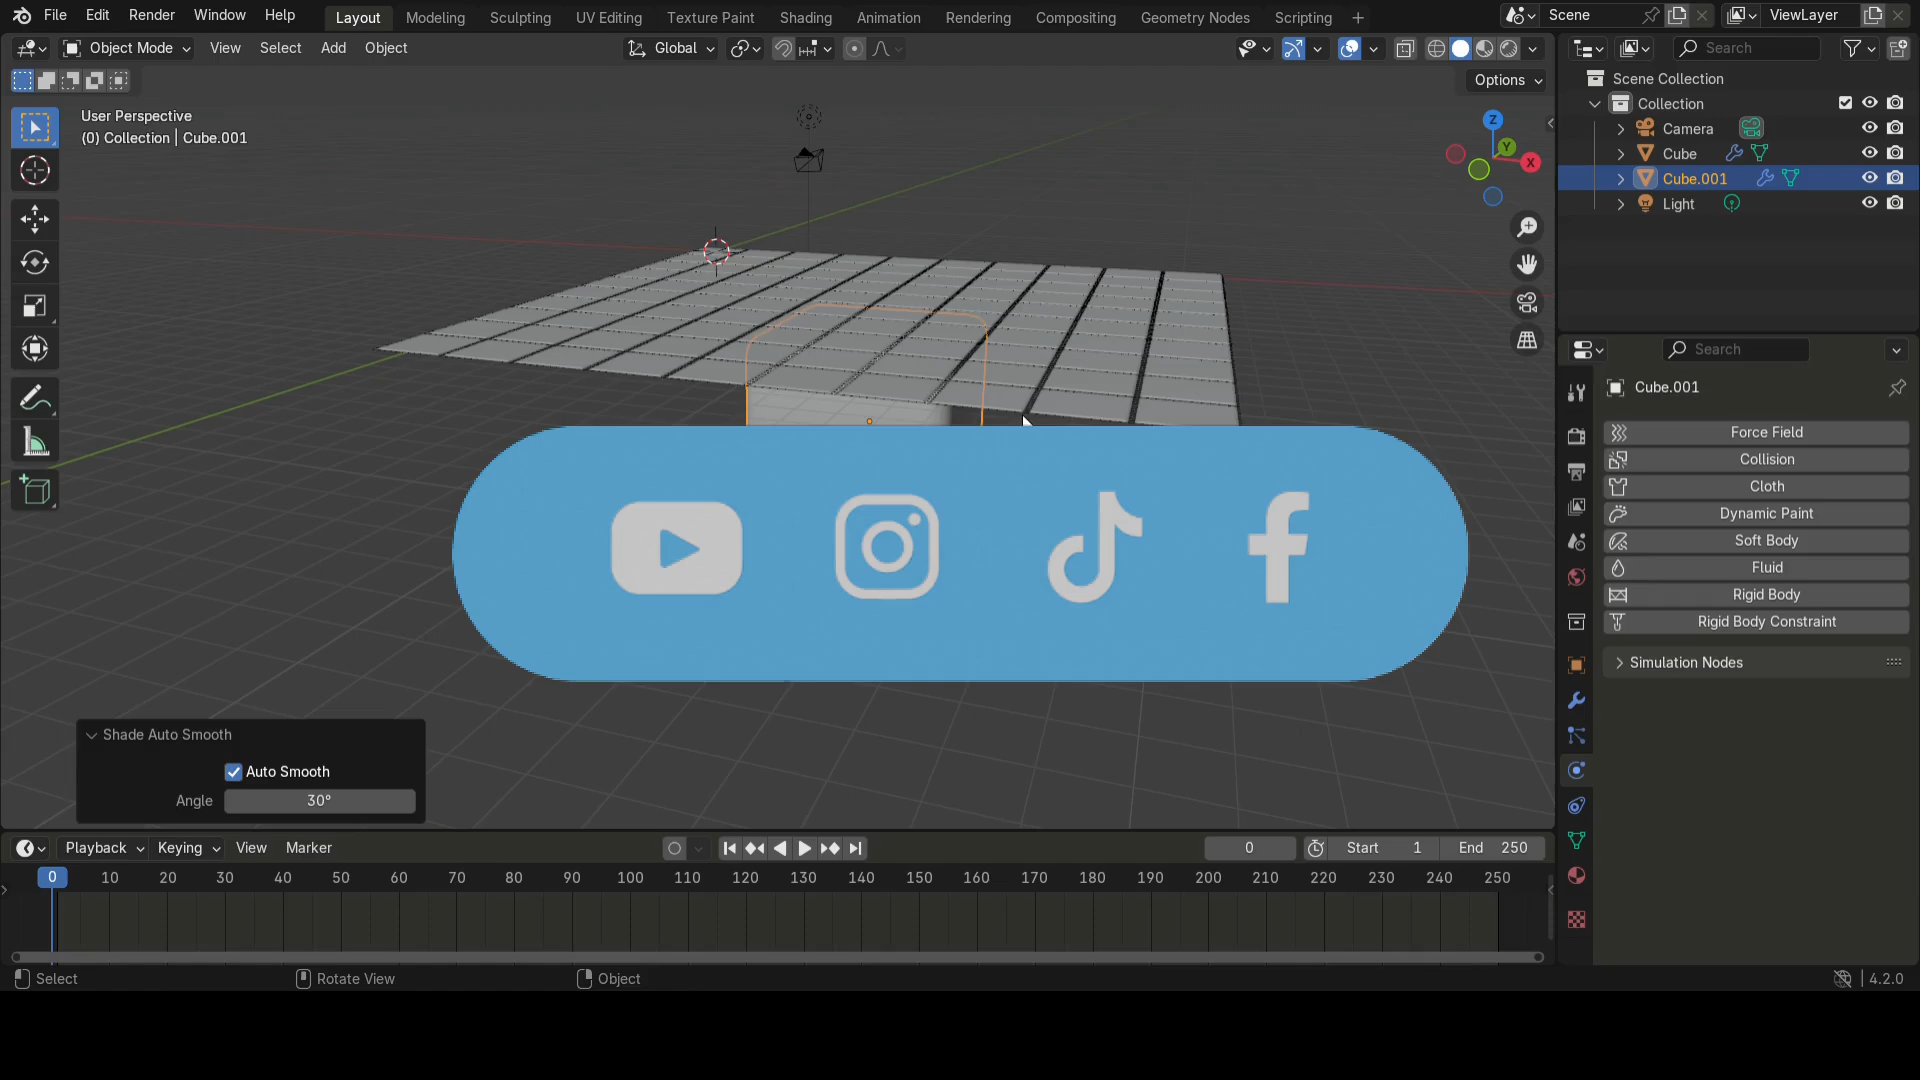 File Edit Render Window Help Layout Modeling Sculpting UV Editing Texture Paint Shading Animation Rendering Compositing Geometry Nodes Scripting Scene ViewLayer
Object Mode View Select Add Object Global Search
Options
User Perspective
(0) Collection | Cube.001
Z
Y
X
Scene Collection
Collection
Camera
Cube
Cube.001
Light
Search
Cube.001
Force Field
Collision
Cloth
Dynamic Paint
Soft Body
Fluid
Rigid Body
Rigid Body Constraint
Simulation Nodes
Shade Auto Smooth
Auto Smooth
Angle 30°
Playback Keying View Marker 0 Start 1 End 250
0 10 20 30 40 50 60 70 80 90 100 110 120 130 140 150 160 170 180 190 200 210 220 230 240 250
Select Rotate View Object 4.2.0